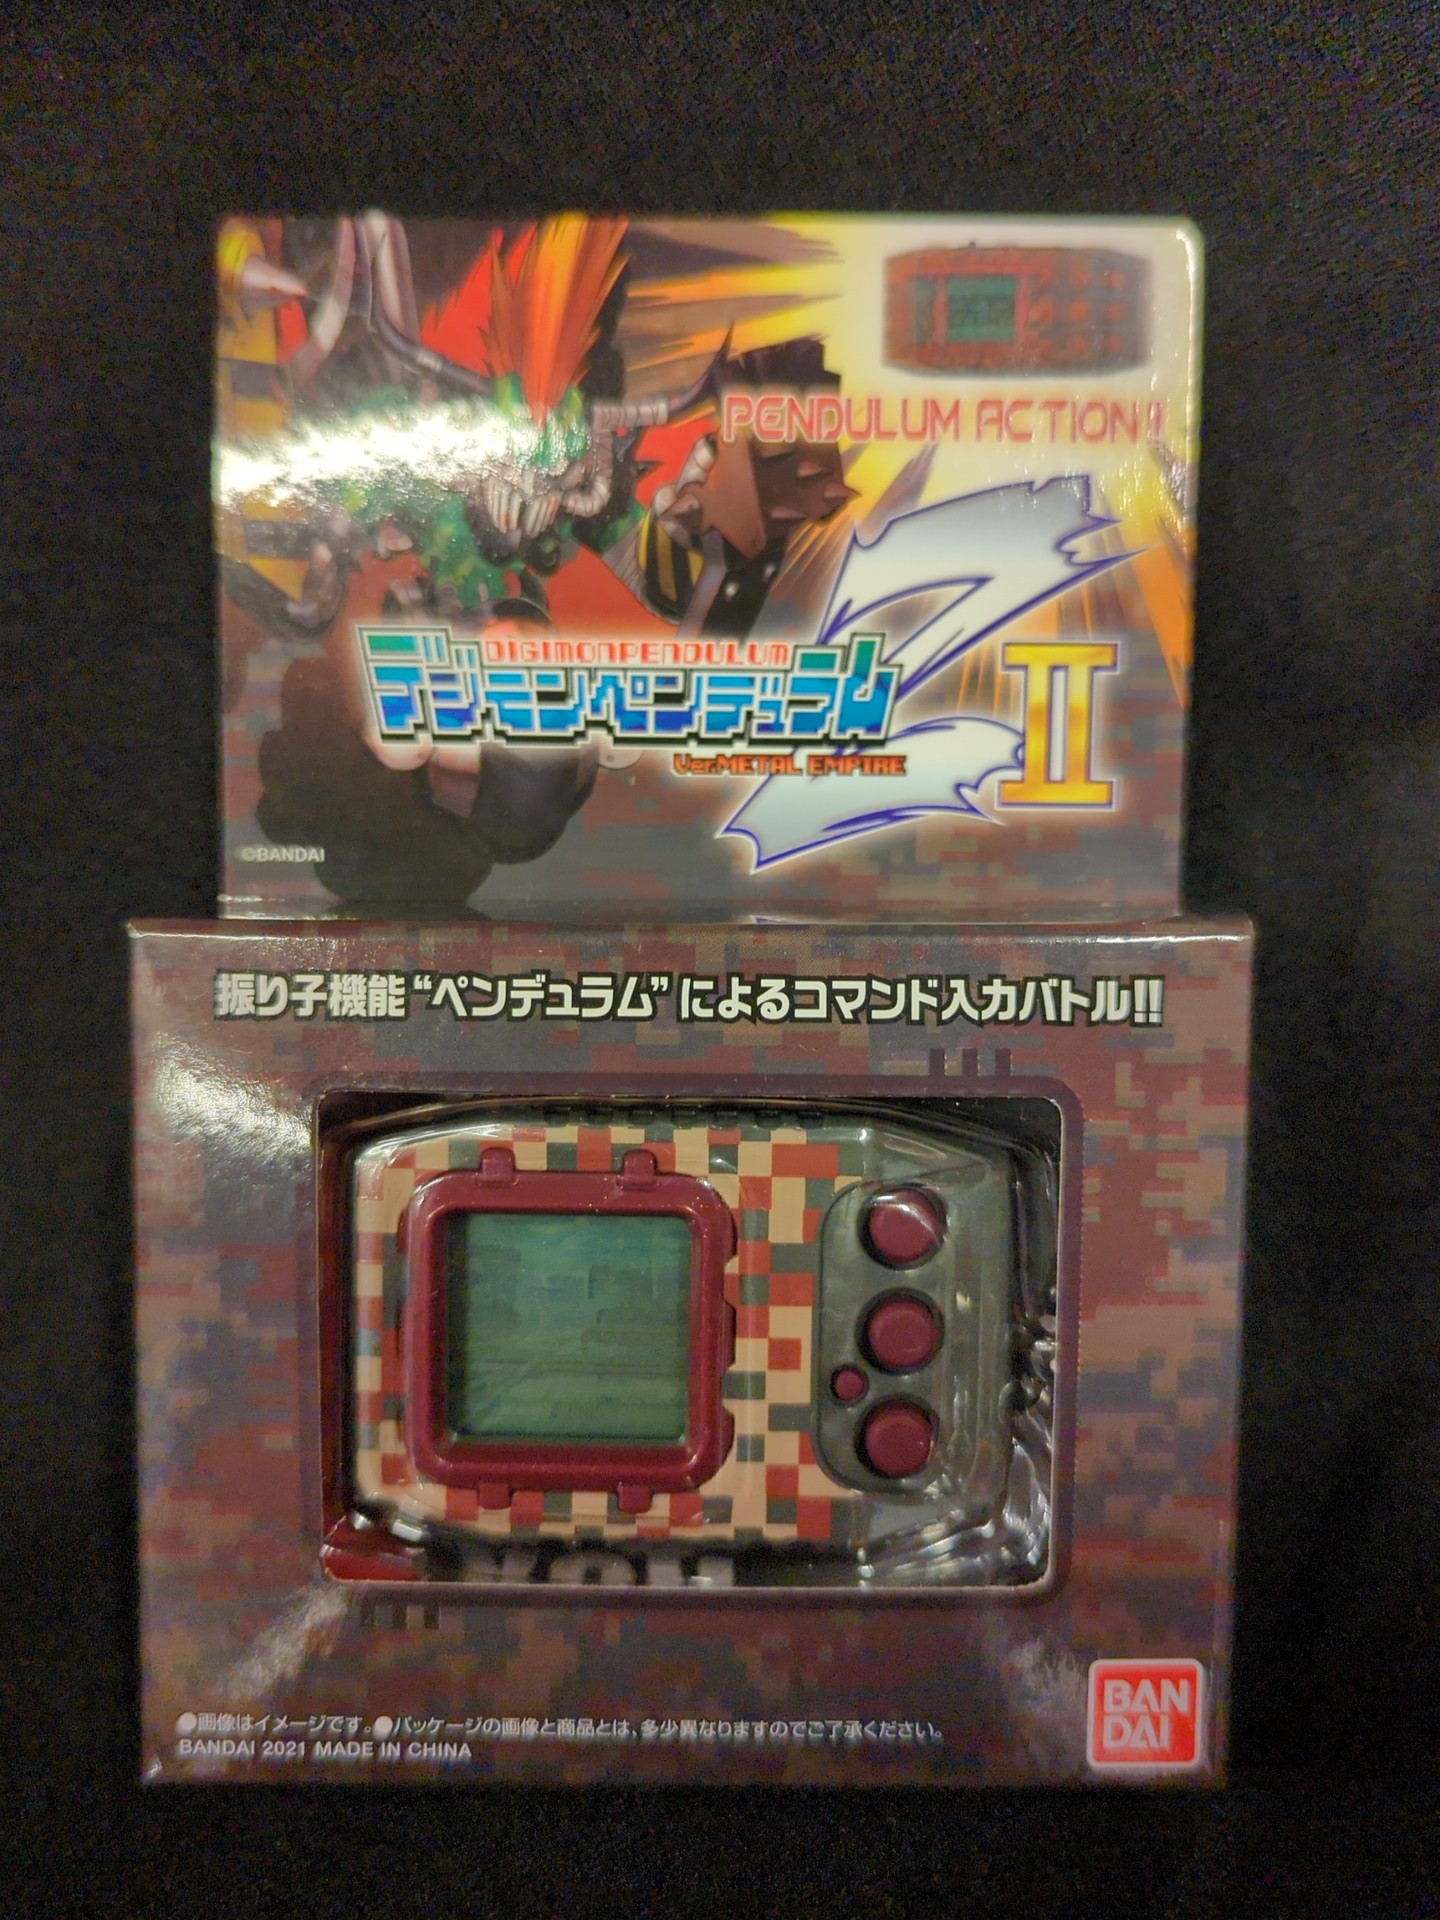 PENDULUM ACTION!!
Z
DIGIMONPENDULUM
デジモンペンデュラム
II
Ver.METAL EMPIRE
©BANDAI
振り子機能“ペンデュラム”によるコマンド入力バトル!!
●画像はイメージです。●パッケージの画像と商品とは、多少異なりますのでご了承ください。
BANDAI 2021 MADE IN CHINA
BAN
DAI